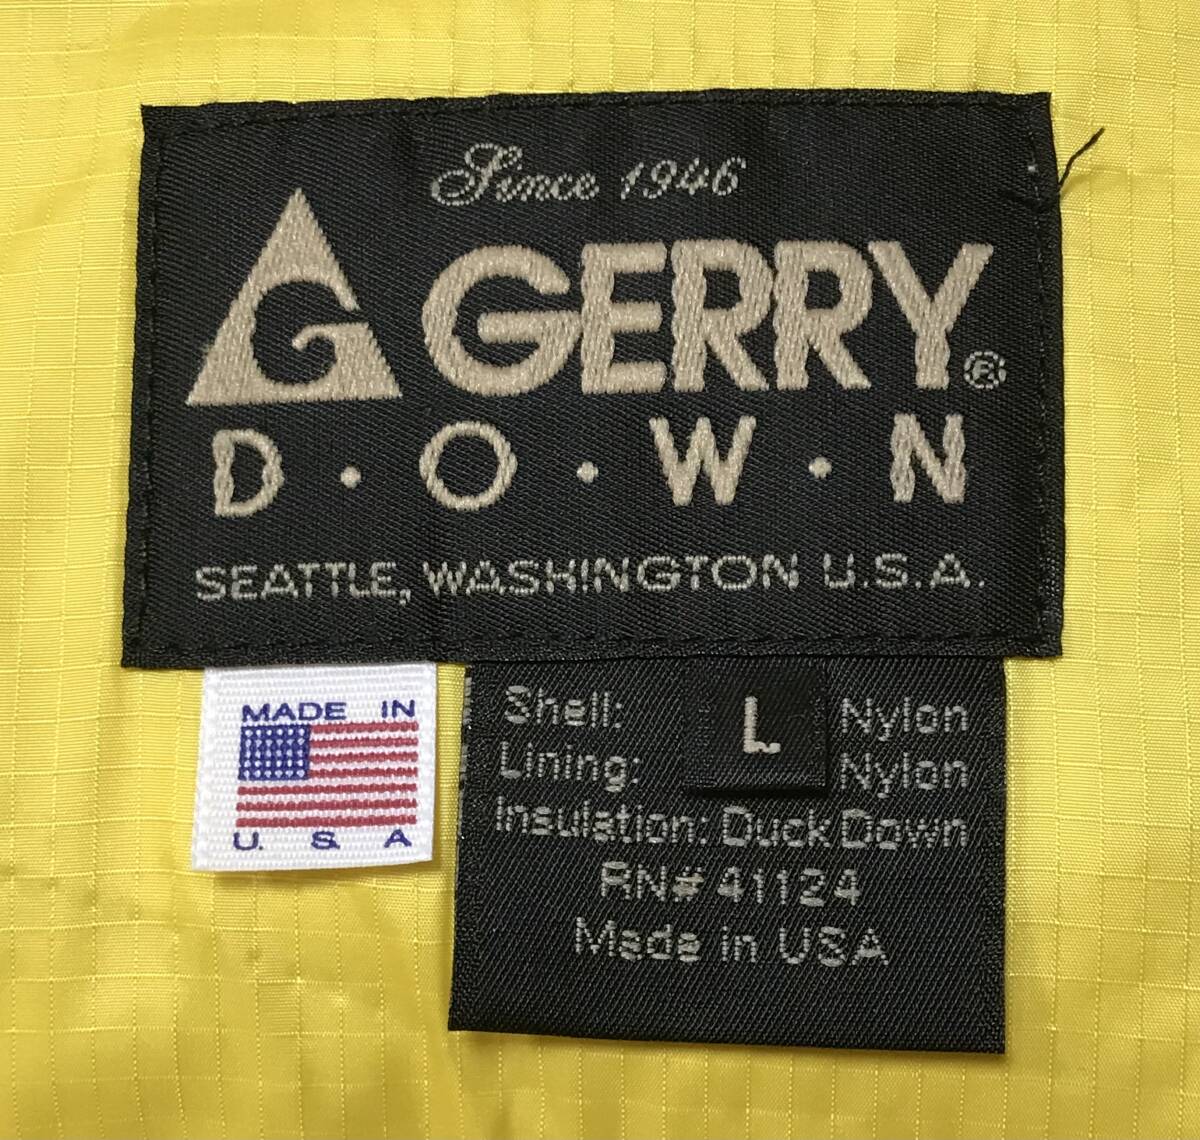 Since 1946
G GERRY®
D·O·W·N
SEATTLE, WASHINGTON U.S.A.
MADE IN
U. S. A
L
Shell: Nylon
Lining: Nylon
Insulation: Duck Down
RN# 41124
Made in USA